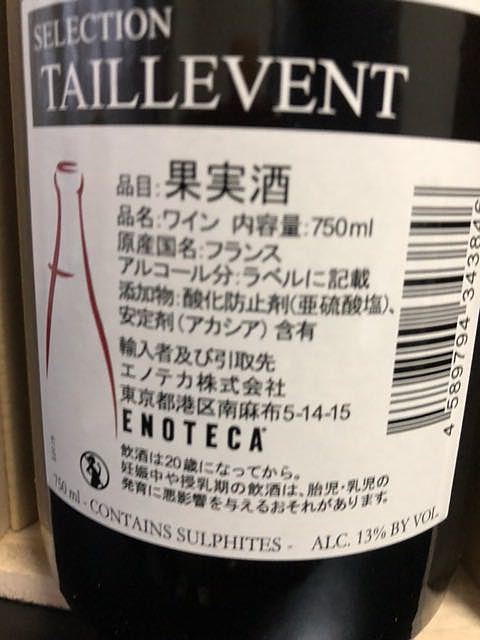 SELECTION
TAILLEVENT
品目:果実酒
品名:ワイン 内容量:750ml
原産国名:フランス
アルコール分:ラベルに記載
添加物:酸化防止剤(亜硫酸塩)、
安定剤(アカシア)含有
輸入者及び引取先
エノテカ株式会社
東京都港区南麻布5-14-15
ENOTECA
飲酒は20歳になってから。
妊娠中や授乳期の飲酒は、胎児・乳児の
発育に悪影響を与えるおそれがあります。
750 ml - CONTAINS SULPHITES - ALC. 13% BY VOL.
4 589794 343846